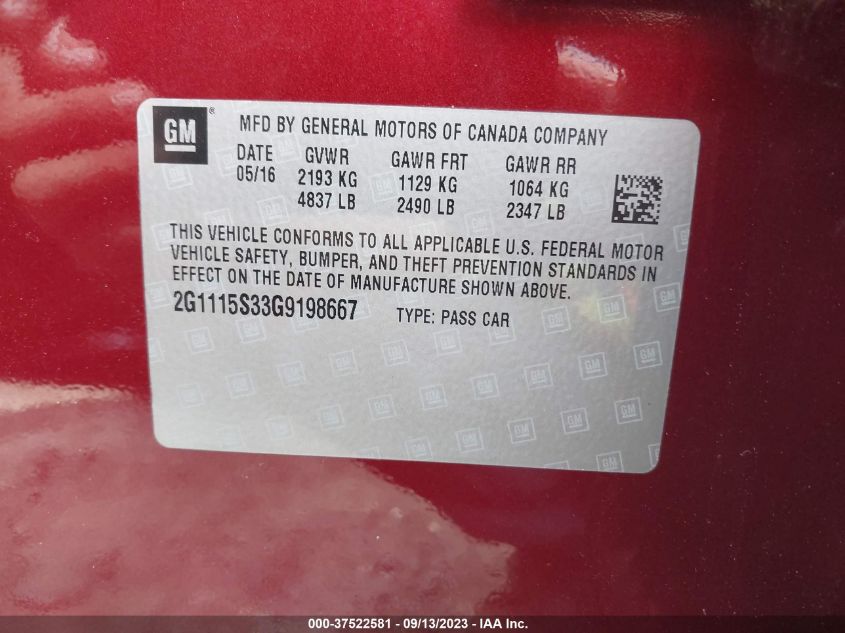 GM ®
MFD BY GENERAL MOTORS OF CANADA COMPANY
DATE GVWR GAWR FRT GAWR RR
05/16 2193 KG 1129 KG 1064 KG
4837 LB 2490 LB 2347 LB
THIS VEHICLE CONFORMS TO ALL APPLICABLE U.S. FEDERAL MOTOR
VEHICLE SAFETY, BUMPER, AND THEFT PREVENTION STANDARDS IN
EFFECT ON THE DATE OF MANUFACTURE SHOWN ABOVE.
2G1115S33G9198667 TYPE: PASS CAR
000-37522581 - 09/13/2023 - IAA Inc.